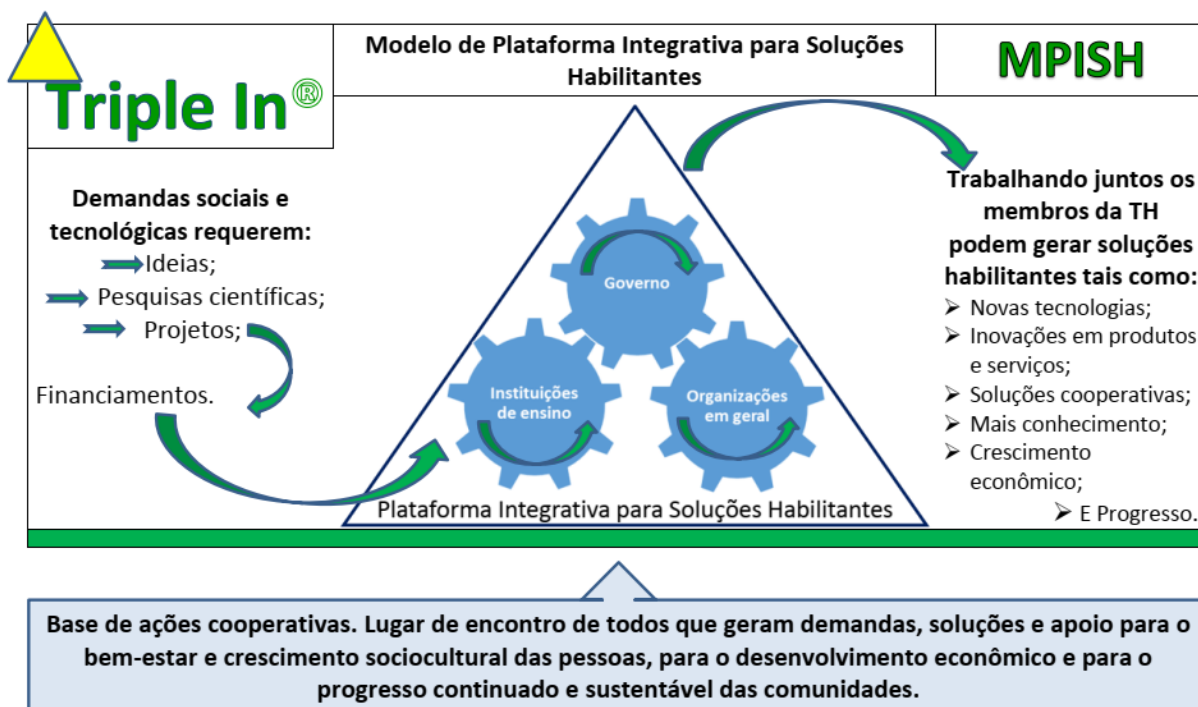 Triple In®
Modelo de Plataforma Integrativa para Soluções
Habilitantes
MPISH
Demandas sociais e
tecnológicas requerem:
Ideias;
Pesquisas científicas;
Projetos;
Financiamentos.
Governo
Instituições
de ensino
Organizações
em geral
Plataforma Integrativa para Soluções Habilitantes
Trabalhando juntos os
membros da TH
podem gerar soluções
habilitantes tais como:
➢ Novas tecnologias;
➢ Inovações em produtos
e serviços;
➢ Soluções cooperativas;
➢ Mais conhecimento;
➢ Crescimento
econômico;
➢ E Progresso.
Base de ações cooperativas. Lugar de encontro de todos que geram demandas, soluções e apoio para o
bem-estar e crescimento sociocultural das pessoas, para o desenvolvimento econômico e para o
progresso continuado e sustentável das comunidades.